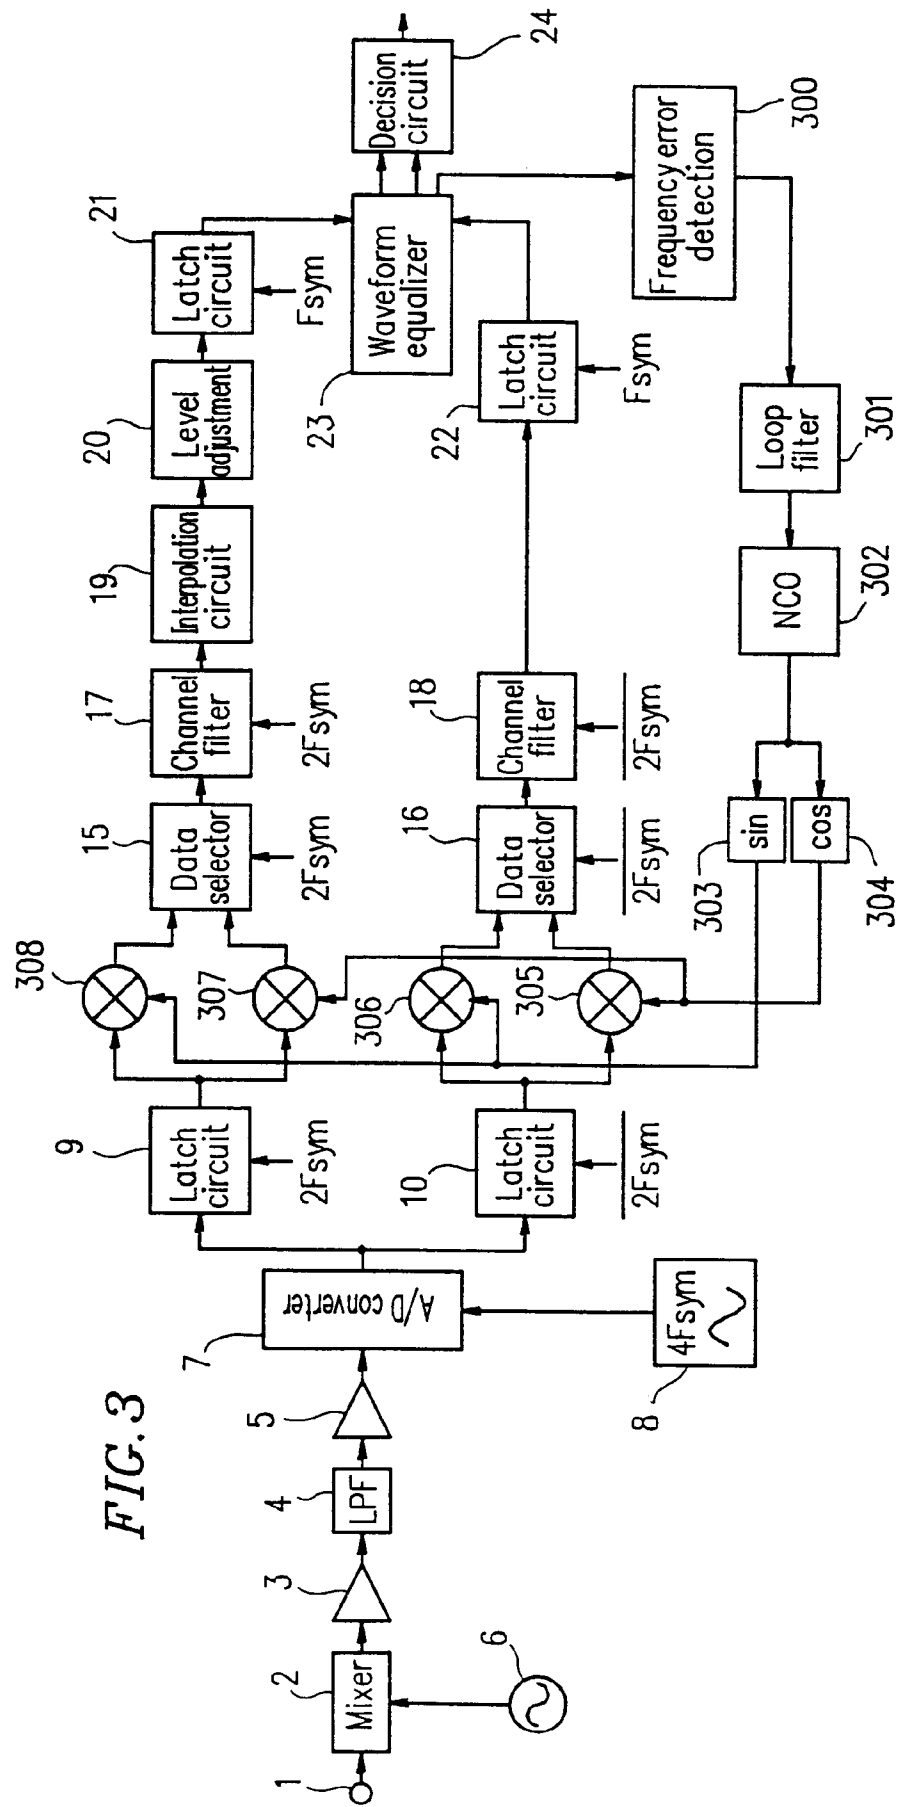 FIG. 3
1
2
Mixer
3
4
LPF
5
6
7
A/D converter
8
4Fsym
9
Latch
circuit
2Fsym
10
Latch
circuit
2Fsym
308
307
306
305
15
Data
selector
2Fsym
16
Data
selector
2Fsym
17
Channel
filter
2Fsym
18
Channel
filter
2Fsym
19
Interpolation
circuit
20
Level
adjustment
21
Latch
circuit
Fsym
22
Latch
circuit
Fsym
23
Waveform
equalizer
24
Decision
circuit
300
Frequency error
detection
301
Loop
filter
302
NCO
303
sin
304
cos